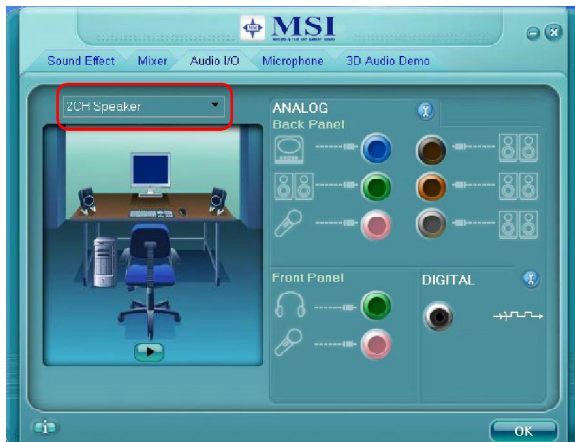 MSI
Sound Effect Mixer Audio I/O Microphone 3D Audio Demo
2CH Speaker
ANALOG
Back Panel
Front Panel
DIGITAL
OK